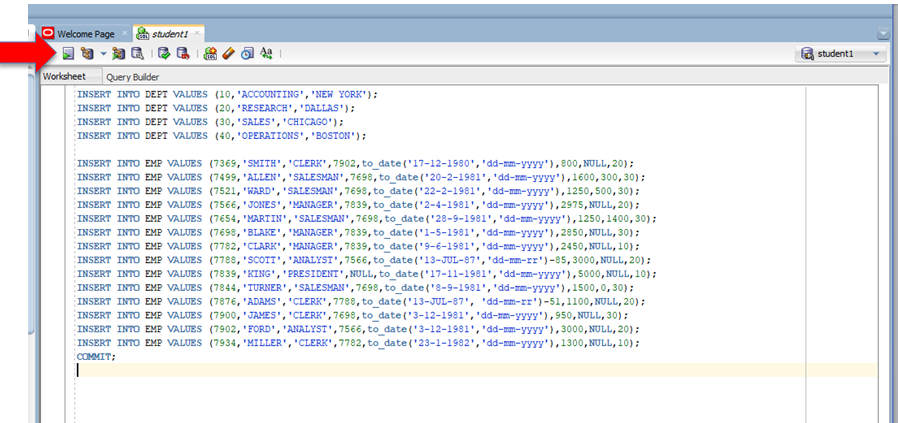 Welcome Page
student1
student1
Worksheet
Query Builder
INSERT INTO DEPT VALUES (10,'ACCOUNTING','NEW YORK');
INSERT INTO DEPT VALUES (20,'RESEARCH','DALLAS');
INSERT INTO DEPT VALUES (30,'SALES','CHICAGO');
INSERT INTO DEPT VALUES (40,'OPERATIONS','BOSTON');
INSERT INTO EMP VALUES (7369,'SMITH','CLERK',7902,to_date('17-12-1980','dd-mm-yyyy'),800,NULL,20);
INSERT INTO EMP VALUES (7499,'ALLEN','SALESMAN',7698,to_date('20-2-1981','dd-mm-yyyy'),1600,300,30);
INSERT INTO EMP VALUES (7521,'WARD','SALESMAN',7698,to_date('22-2-1981','dd-mm-yyyy'),1250,500,30);
INSERT INTO EMP VALUES (7566,'JONES','MANAGER',7839,to_date('2-4-1981','dd-mm-yyyy'),2975,NULL,20);
INSERT INTO EMP VALUES (7654,'MARTIN','SALESMAN',7698,to_date('28-9-1981','dd-mm-yyyy'),1250,1400,30);
INSERT INTO EMP VALUES (7698,'BLAKE','MANAGER',7839,to_date('1-5-1981','dd-mm-yyyy'),2850,NULL,30);
INSERT INTO EMP VALUES (7782,'CLARK','MANAGER',7839,to_date('9-6-1981','dd-mm-yyyy'),2450,NULL,10);
INSERT INTO EMP VALUES (7788,'SCOTT','ANALYST',7566,to_date('13-JUL-87','dd-mm-rr')-85,3000,NULL,20);
INSERT INTO EMP VALUES (7839,'KING','PRESIDENT',NULL,to_date('17-11-1981','dd-mm-yyyy'),5000,NULL,10);
INSERT INTO EMP VALUES (7844,'TURNER','SALESMAN',7698,to_date('8-9-1981','dd-mm-yyyy'),1500,0,30);
INSERT INTO EMP VALUES (7876,'ADAMS','CLERK',7788,to_date('13-JUL-87', 'dd-mm-rr')-51,1100,NULL,20);
INSERT INTO EMP VALUES (7900,'JAMES','CLERK',7698,to_date('3-12-1981','dd-mm-yyyy'),950,NULL,30);
INSERT INTO EMP VALUES (7902,'FORD','ANALYST',7566,to_date('3-12-1981','dd-mm-yyyy'),3000,NULL,20);
INSERT INTO EMP VALUES (7934,'MILLER','CLERK',7782,to_date('23-1-1982','dd-mm-yyyy'),1300,NULL,10);
COMMIT;